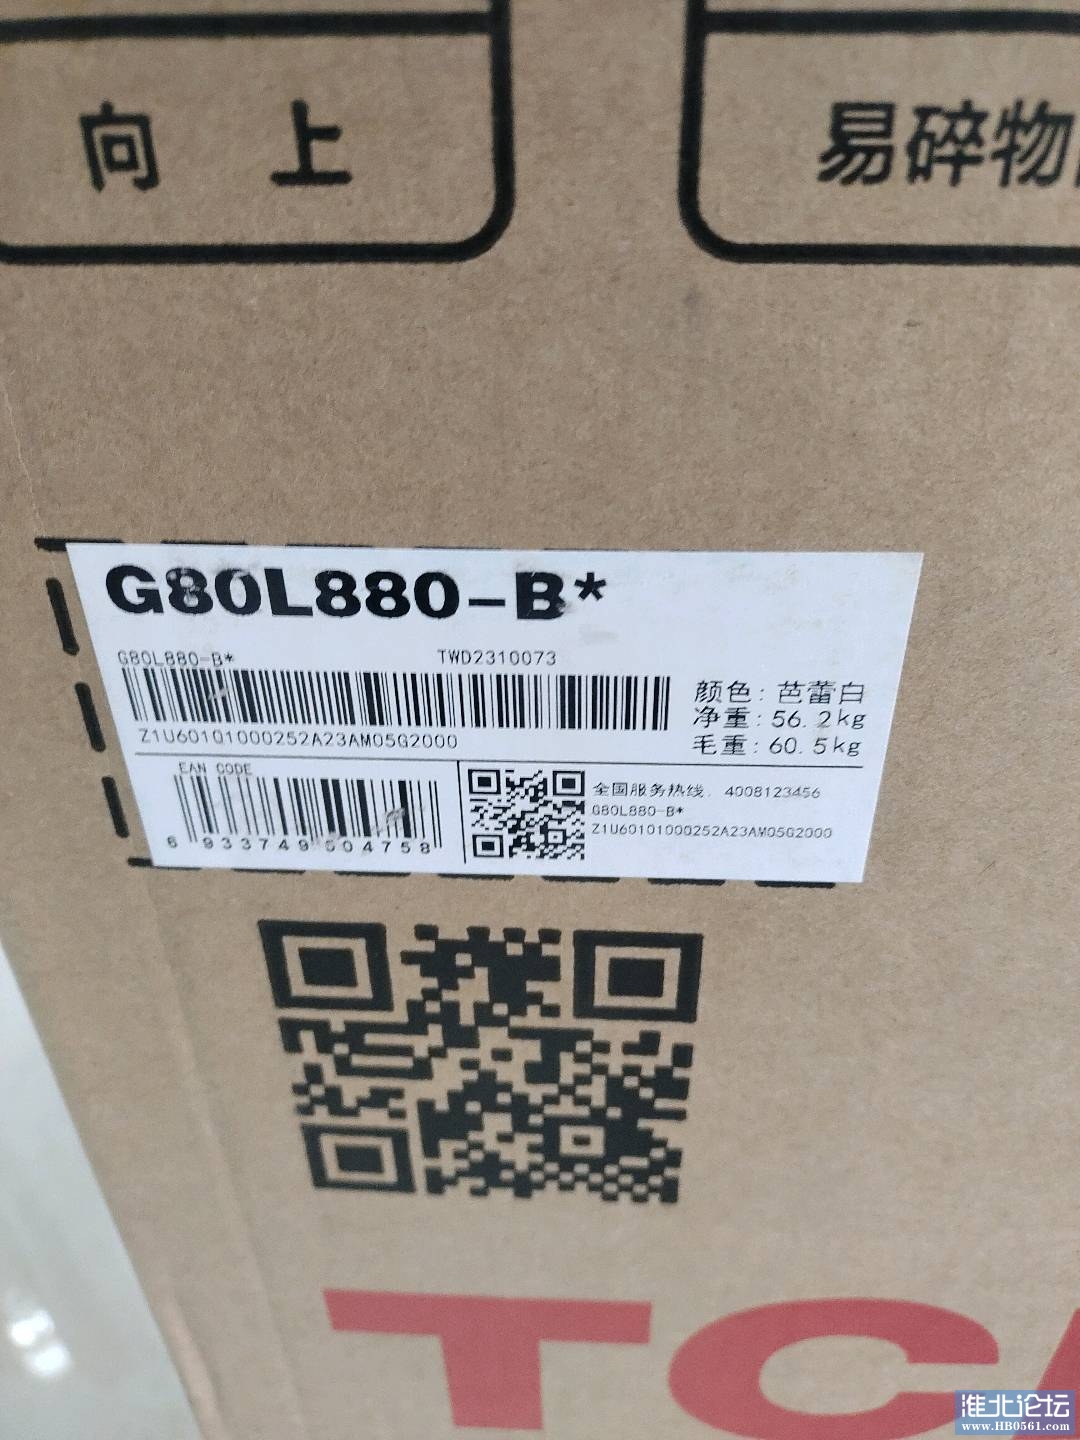 向 上
易碎物
G80L880-B*
G80L880-B* TWD2310073
Z1U60101000252A23AM05G2000
颜色: 芭蕾白
净重: 56.2kg
毛重: 60.5kg
EAN CODE
6 933749 504758
全国服务热线: 4008123456
G80L880-B*
Z1U60101000252A23AM05G2000
TC
淮北论坛
www.HB0561.com